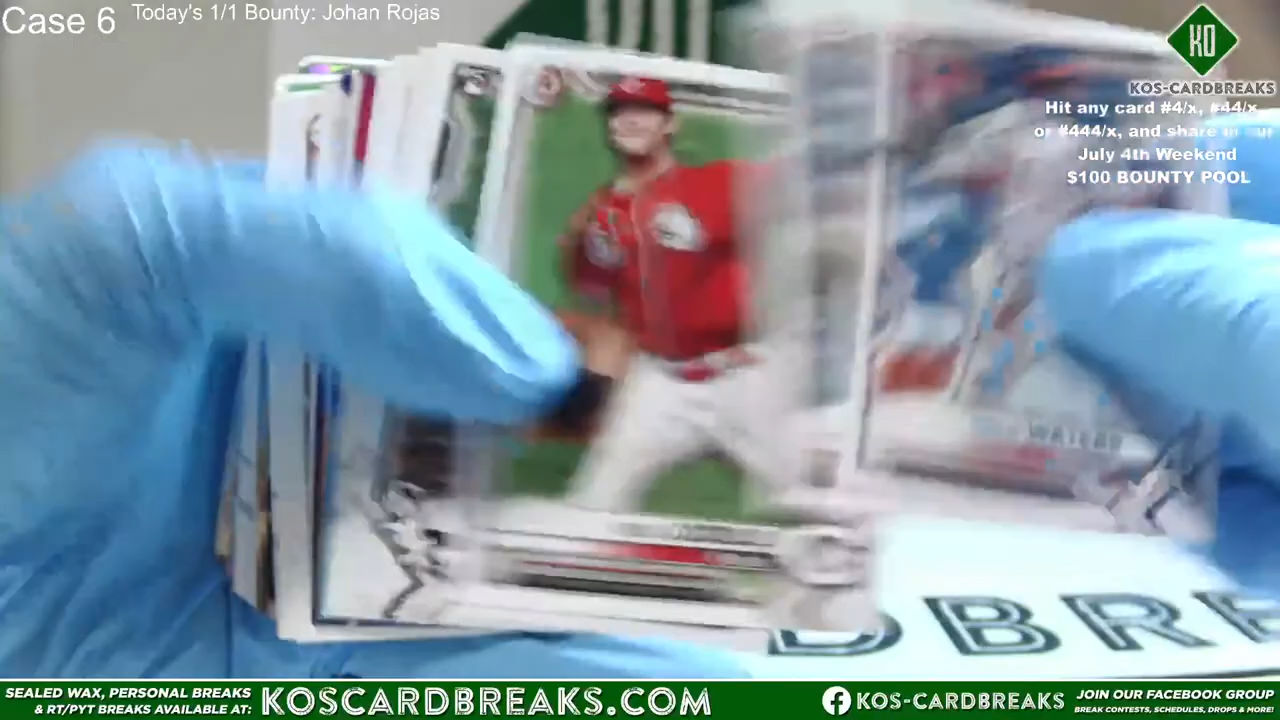 Case 6
Today's 1/1 Bounty: Johan Rojas
KO
KOS-CARDBREAKS
Hit any card #4/x, #44/x
or #444/x, and share in our
July 4th Weekend
$100 BOUNTY POOL
DBRE
SEALED WAX, PERSONAL BREAKS
& RT/PYT BREAKS AVAILABLE AT:
KOSCARDBREAKS.COM
KOS-CARDBREAKS
JOIN OUR FACEBOOK GROUP
BREAK CONTESTS, SCHEDULES, DROPS & MORE!